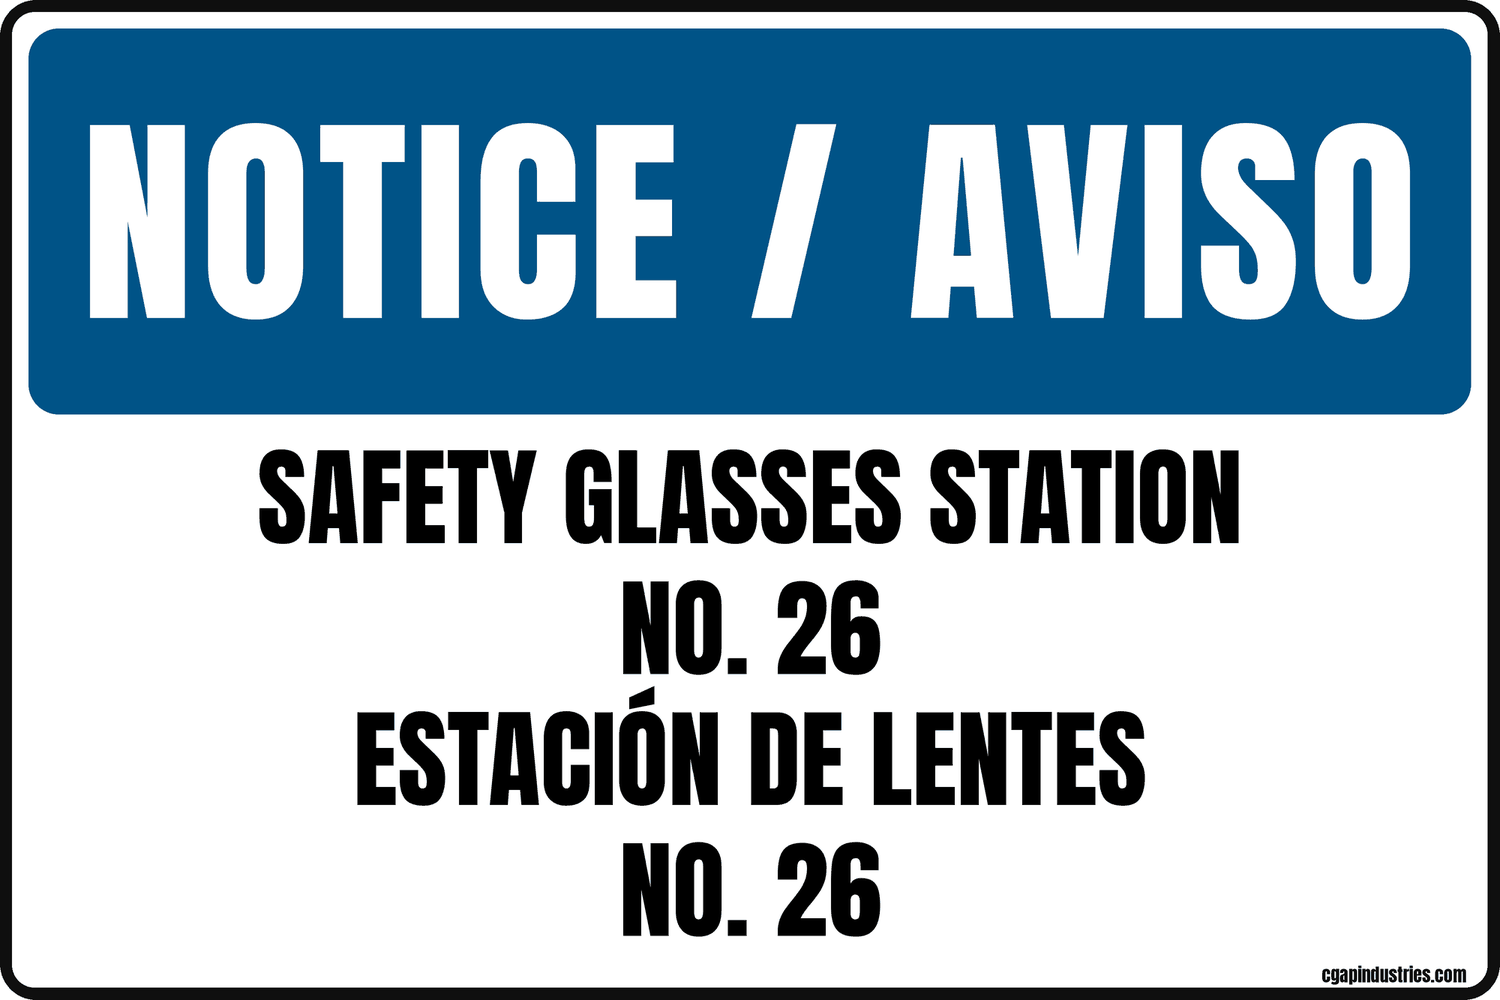 NOTICE / AVISO
SAFETY GLASSES STATION
NO. 26
ESTACIÓN DE LENTES
NO. 26
cgapindustries.com